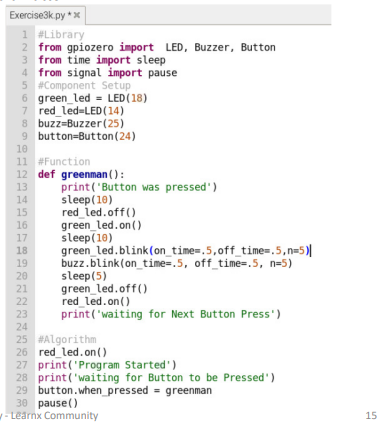 Exercise3k.py * ×
1 #Library
2 from gpiozero import  LED, Buzzer, Button
3 from time import sleep
4 from signal import pause
5 #Component Setup
6 green_led = LED(18)
7 red_led=LED(14)
8 buzz=Buzzer(25)
9 button=Button(24)
10
11 #Function
12 def greenman():
13     print('Button was pressed')
14     sleep(10)
15     red_led.off()
16     green_led.on()
17     sleep(10)
18     green_led.blink(on_time=.5,off_time=.5,n=5)
19     buzz.blink(on_time=.5, off_time=.5, n=5)
20     sleep(5)
21     green_led.off()
22     red_led.on()
23     print('waiting for Next Button Press')
24
25 #Algorithm
26 red_led.on()
27 print('Program Started')
28 print('waiting for Button to be Pressed')
29 button.when_pressed = greenman
30 pause()
y - Learnx Community
15